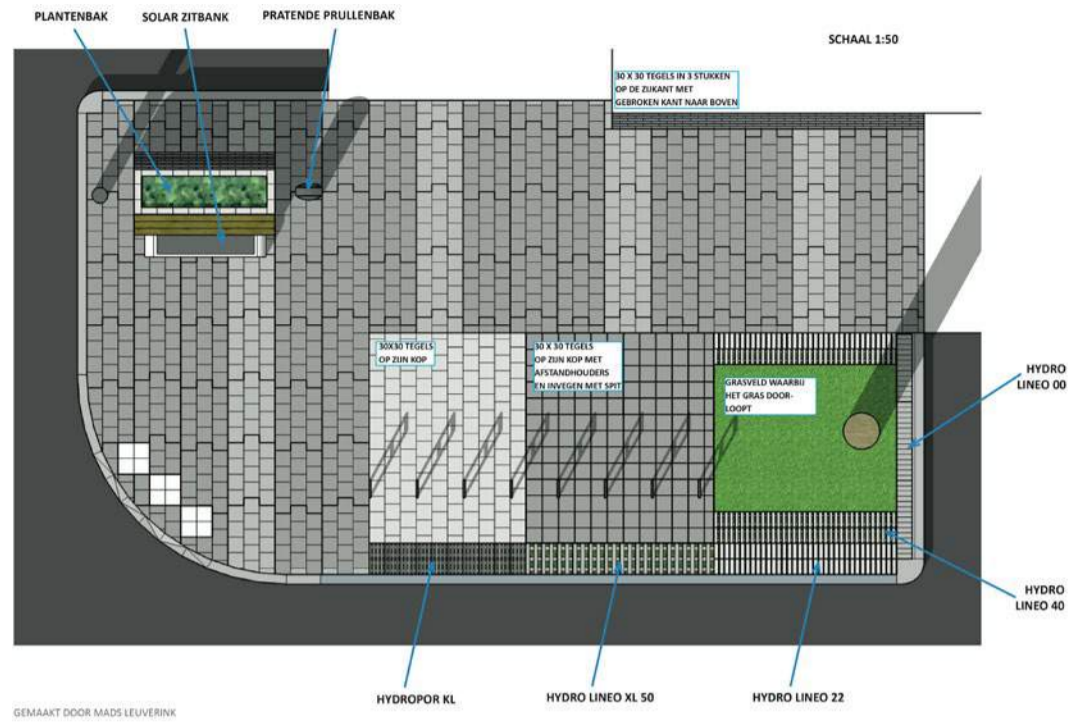 PLANTENBAK
SOLAR ZITBANK
PRATENDE PRULLENBAK
SCHAAL 1:50
30 X 30 TEGELS IN 3 STUKKEN
OP DE ZIJKANT MET
GEBROKEN KANT NAAR BOVEN
30X30 TEGELS
OP ZIJN KOP
30 X 30 TEGELS
OP ZIJN KOP MET
AFSTANDHOUDERS
EN INVEGEN MET SPIT
GRASVELD WAARBIJ
HET GRAS DOOR-
LOOPT
HYDRO
LINEO 00
HYDRO
LINEO 40
HYDROPOR KL
HYDRO LINEO XL 50
HYDRO LINEO 22
GEMAAKT DOOR MADS LEUVERINK